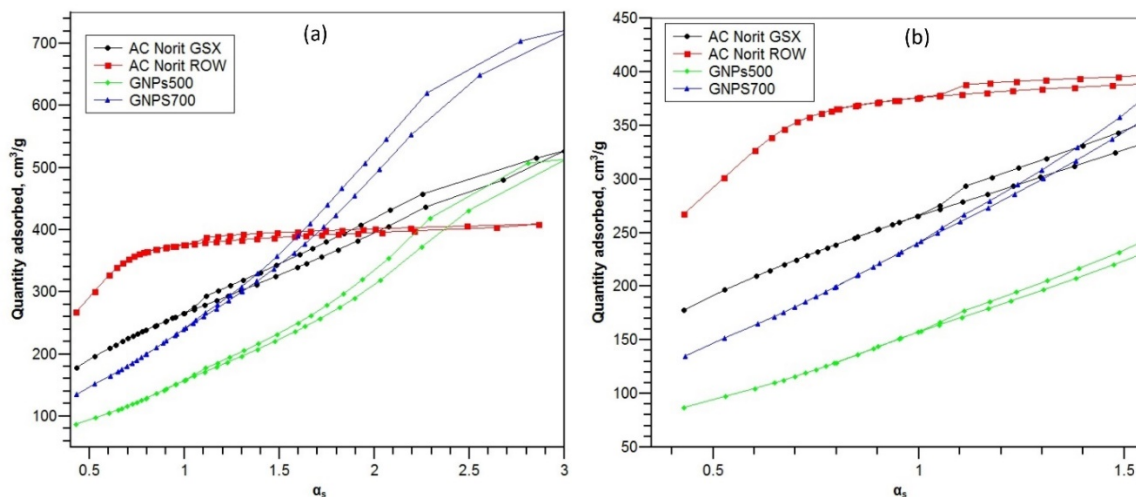 (a)
AC Norit GSX
AC Norit ROW
GNPs500
GNPS700
Quantity adsorbed, cm³/g
700
600
500
400
300
200
100
0.5
1
1.5
2
2.5
3
αs
(b)
AC Norit GSX
AC Norit ROW
GNPs500
GNPS700
Quantity adsorbed, cm³/g
450
400
350
300
250
200
150
100
50
0.5
1
1.5
αs